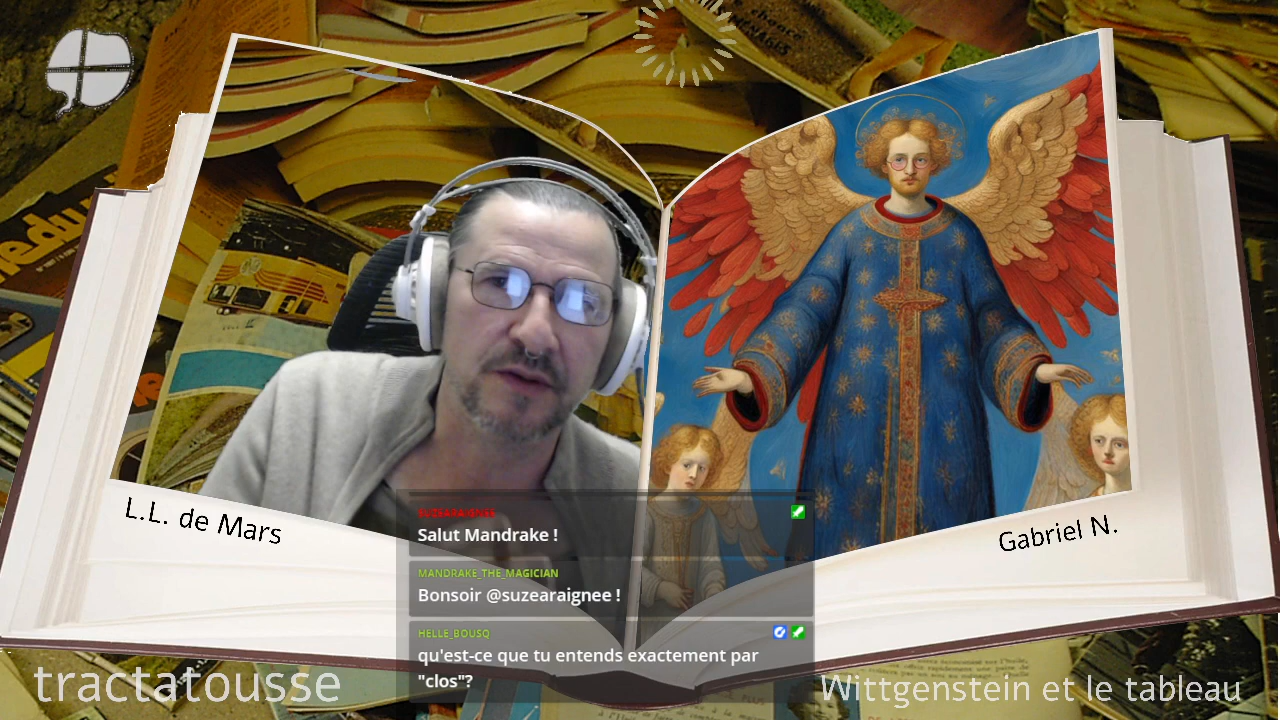 L.L. de Mars
Gabriel N.
SUZEARAIGNEE
Salut Mandrake !
MANDRAKE_THE_MAGICIAN
Bonsoir @suzearaignee !
HELLE_BOUSQ
qu'est-ce que tu entends exactement par
"clos"?
tractatousse
Wittgenstein et le tableau